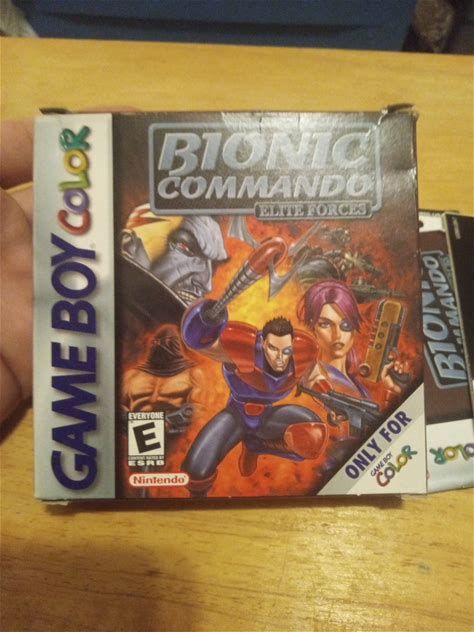 GAME BOY COLOR
BIONIC
COMMANDO
ELITE FORCES
EVERYONE
E
CONTENT RATED BY
ESRB
Nintendo
ONLY FOR
GAME BOY
COLOR